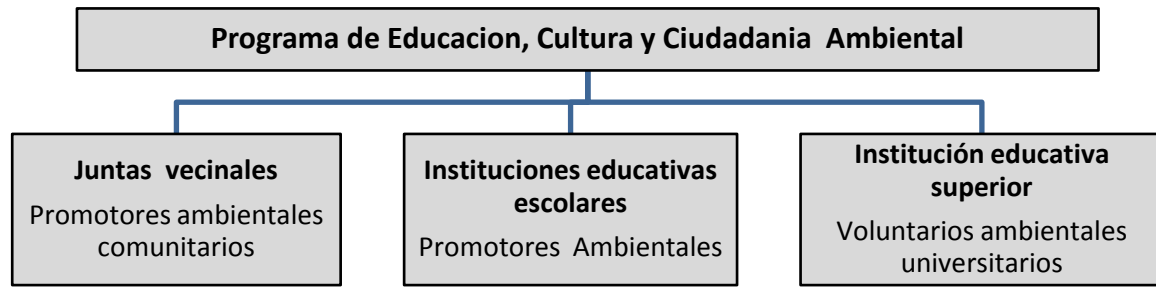 Programa de Educacion, Cultura y Ciudadania Ambiental
Juntas vecinales
Promotores ambientales
comunitarios
Instituciones educativas
escolares
Promotores Ambientales
Institución educativa
superior
Voluntarios ambientales
universitarios